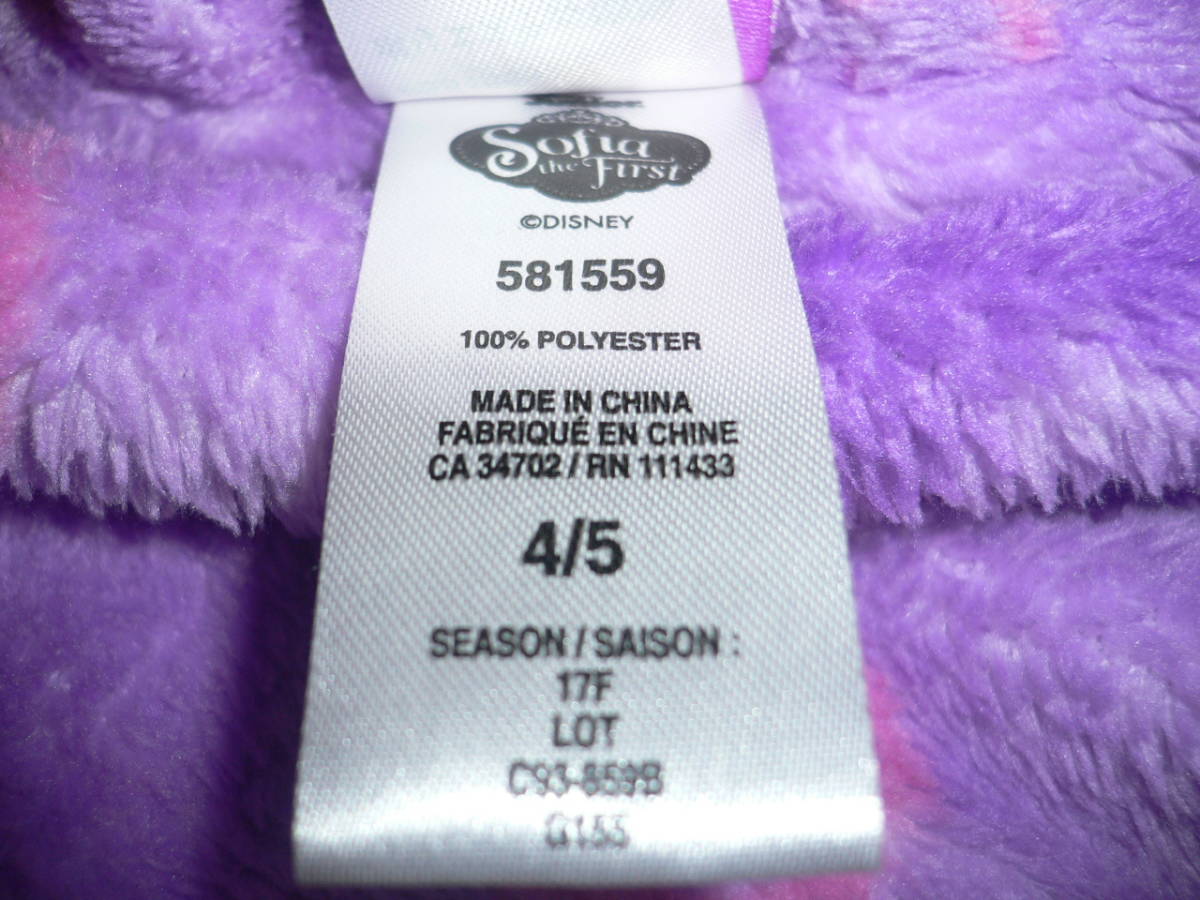 Sofia
the First
©DISNEY
581559
100% POLYESTER
MADE IN CHINA
FABRIQUÉ EN CHINE
CA 34702 / RN 111433
4/5
SEASON / SAISON :
17F
LOT
C93-859B
G155